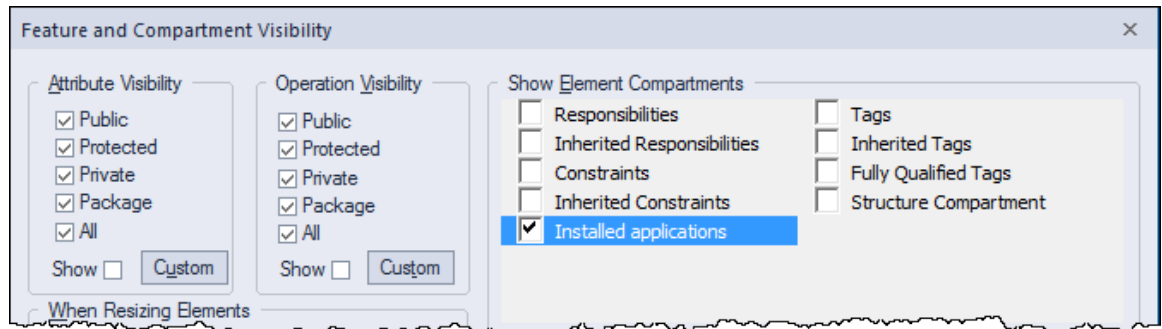 Feature and Compartment Visibility
Attribute Visibility
Public
Protected
Private
Package
All
Show
Custom
Operation Visibility
Public
Protected
Private
Package
All
Show
Custom
Show Element Compartments
Responsibilities
Inherited Responsibilities
Constraints
Inherited Constraints
Installed applications
Tags
Inherited Tags
Fully Qualified Tags
Structure Compartment
When Resizing Elements